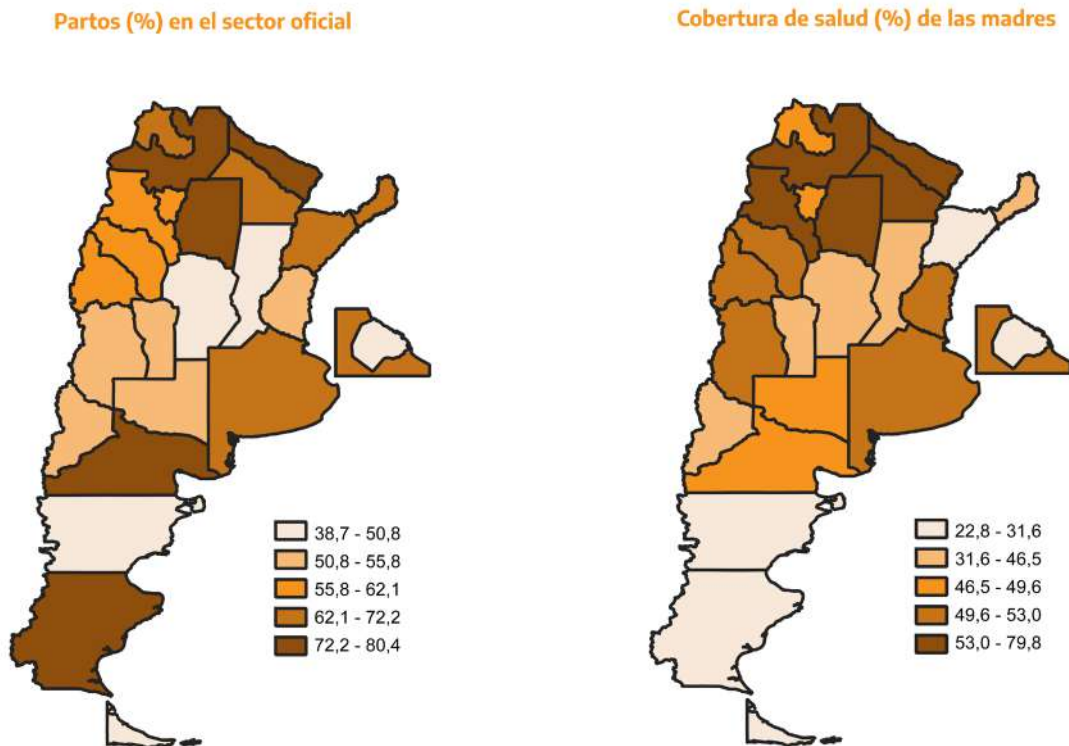 Partos (%) en el sector oficial
Cobertura de salud (%) de las madres
38,7 - 50,8
50,8 - 55,8
55,8 - 62,1
62,1 - 72,2
72,2 - 80,4
22,8 - 31,6
31,6 - 46,5
46,5 - 49,6
49,6 - 53,0
53,0 - 79,8